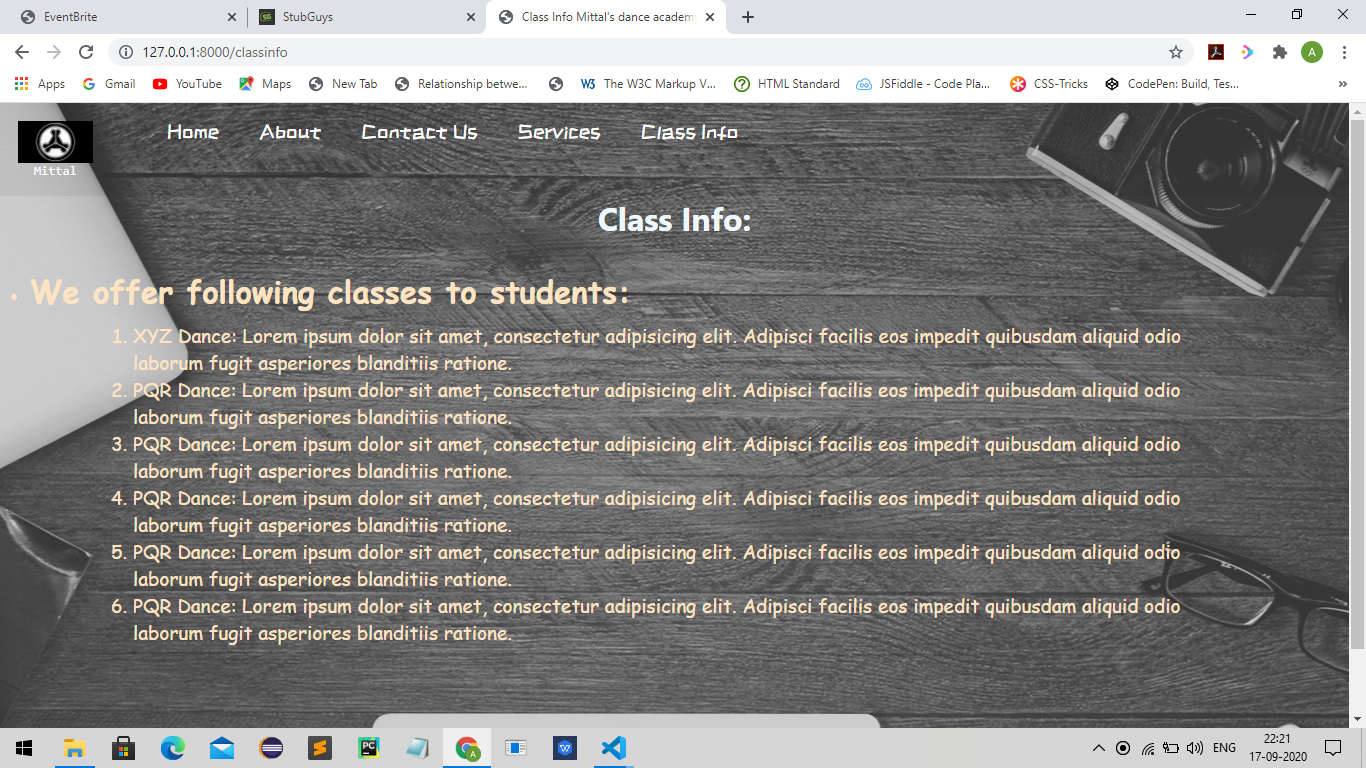 EventBrite
StubGuys
Class Info Mittal's dance academy
127.0.0.1:8000/classinfo
A
Apps
Gmail
YouTube
Maps
New Tab
Relationship betwe...
The W3C Markup V...
HTML Standard
JSFiddle - Code Pla...
CSS-Tricks
CodePen: Build, Tes...
»
Mittal
Home
About
Contact Us
Services
Class Info
Class Info:
• We offer following classes to students:
1. XYZ Dance: Lorem ipsum dolor sit amet, consectetur adipisicing elit. Adipisci facilis eos impedit quibusdam aliquid odio
laborum fugit asperiores blanditiis ratione.
2. PQR Dance: Lorem ipsum dolor sit amet, consectetur adipisicing elit. Adipisci facilis eos impedit quibusdam aliquid odio
laborum fugit asperiores blanditiis ratione.
3. PQR Dance: Lorem ipsum dolor sit amet, consectetur adipisicing elit. Adipisci facilis eos impedit quibusdam aliquid odio
laborum fugit asperiores blanditiis ratione.
4. PQR Dance: Lorem ipsum dolor sit amet, consectetur adipisicing elit. Adipisci facilis eos impedit quibusdam aliquid odio
laborum fugit asperiores blanditiis ratione.
5. PQR Dance: Lorem ipsum dolor sit amet, consectetur adipisicing elit. Adipisci facilis eos impedit quibusdam aliquid odio
laborum fugit asperiores blanditiis ratione.
6. PQR Dance: Lorem ipsum dolor sit amet, consectetur adipisicing elit. Adipisci facilis eos impedit quibusdam aliquid odio
laborum fugit asperiores blanditiis ratione.
ENG
22:21
17-09-2020